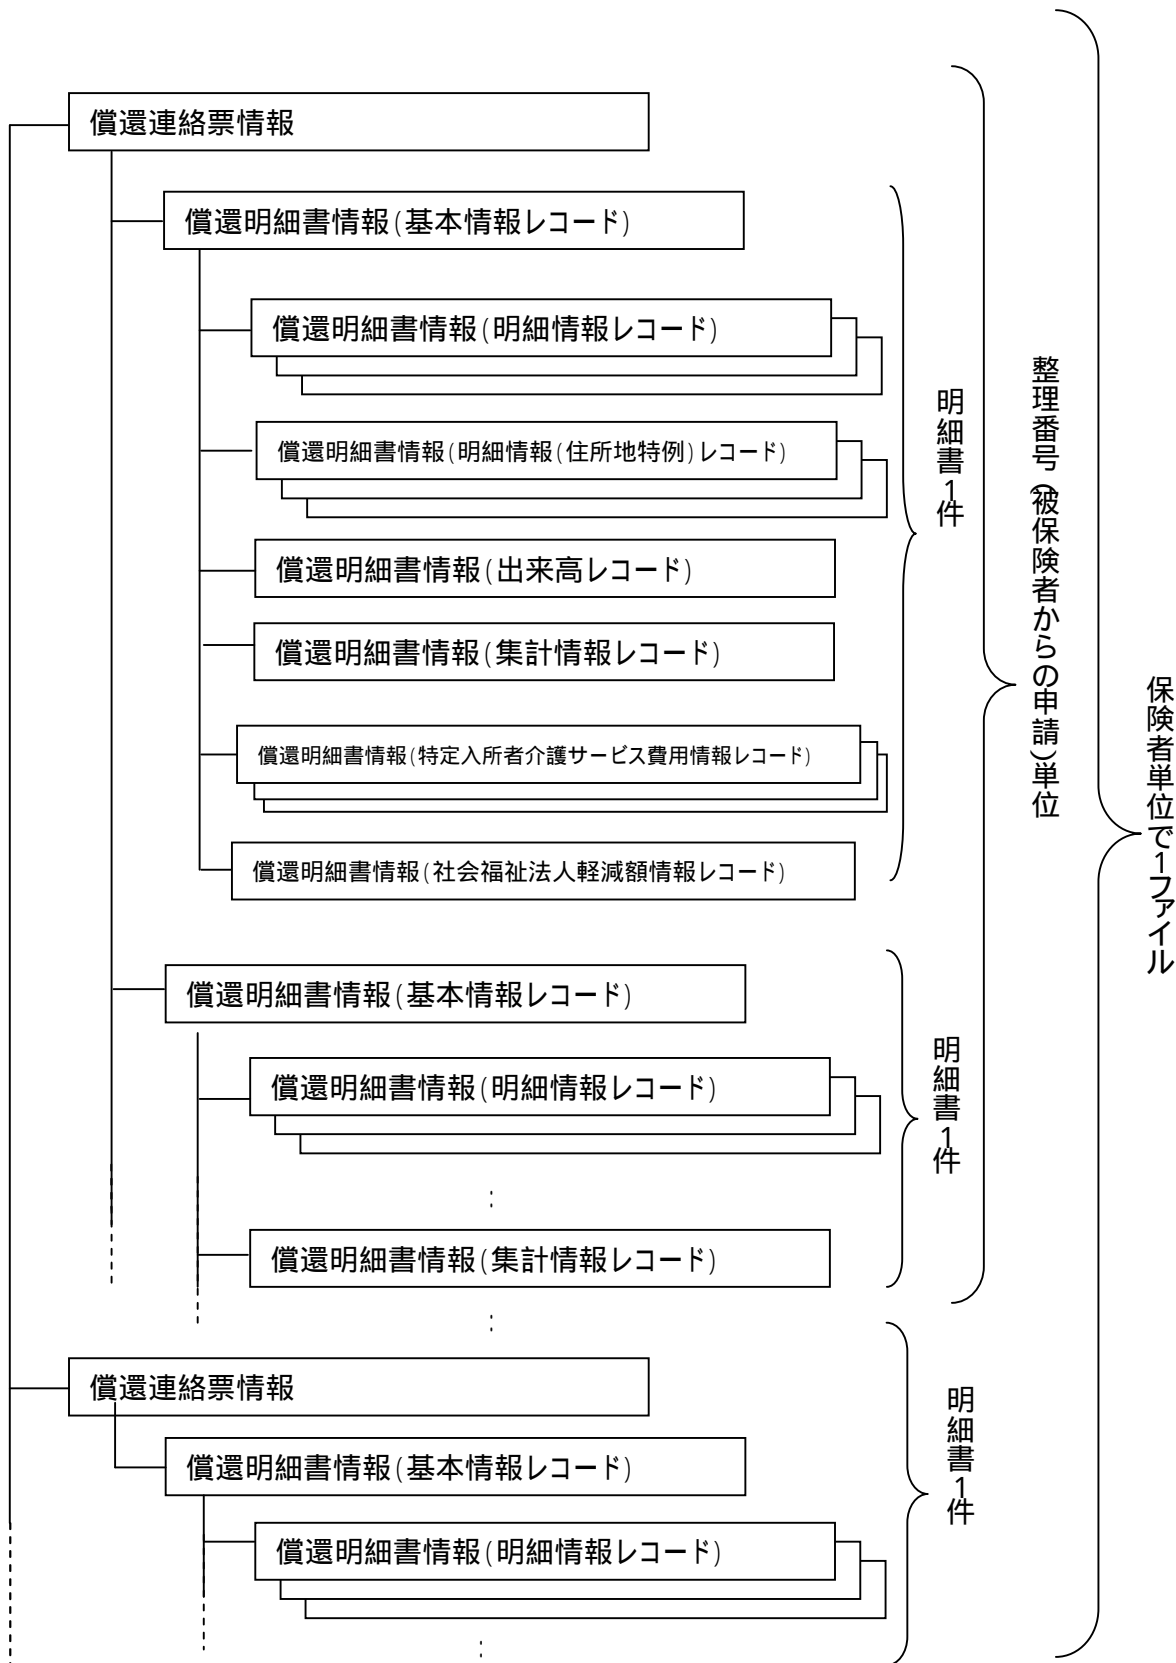 償還連絡票情報
償還明細書情報(基本情報レコード)
償還明細書情報(明細情報レコード)
償還明細書情報(明細情報(住所地特例)レコード)
償還明細書情報(出来高レコード)
償還明細書情報(集計情報レコード)
償還明細書情報(特定入所者介護サービス費用情報レコード)
償還明細書情報(社会福祉法人軽減額情報レコード)
明細書1件
償還明細書情報(基本情報レコード)
償還明細書情報(明細情報レコード)
:
償還明細書情報(集計情報レコード)
:
明細書1件
整理番号(被保険者からの申請)単位
償還連絡票情報
償還明細書情報(基本情報レコード)
償還明細書情報(明細情報レコード)
:
明細書1件
保険者単位で1ファイル